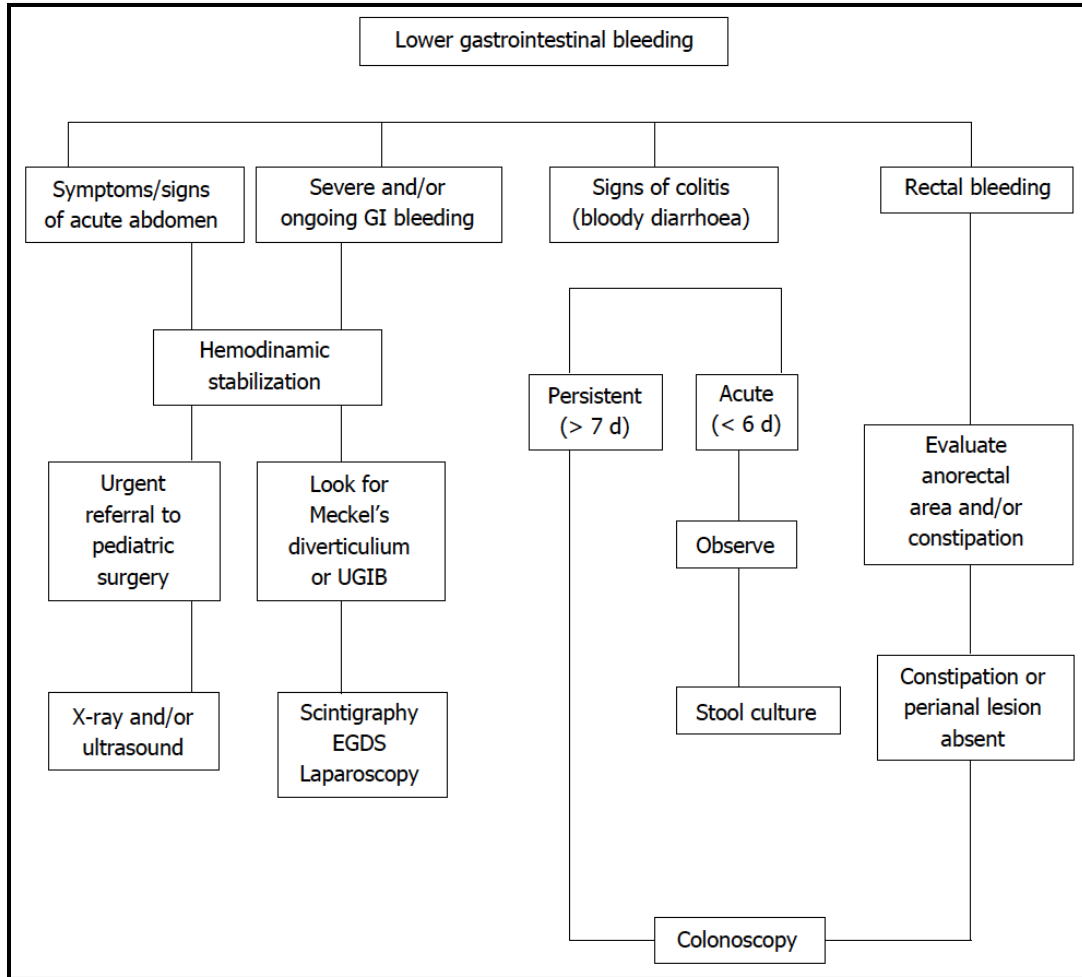 Lower gastrointestinal bleeding
Symptoms/signs
of acute abdomen
Severe and/or
ongoing GI bleeding
Signs of colitis
(bloody diarrhoea)
Rectal bleeding
Hemodinamic
stabilization
Persistent
(> 7 d)
Acute
(< 6 d)
Evaluate
anorectal
area and/or
constipation
Urgent
referral to
pediatric
surgery
Look for
Meckel's
diverticulium
or UGIB
Observe
Constipation or
perianal lesion
absent
X-ray and/or
ultrasound
Scintigraphy
EGDS
Laparoscopy
Stool culture
Colonoscopy